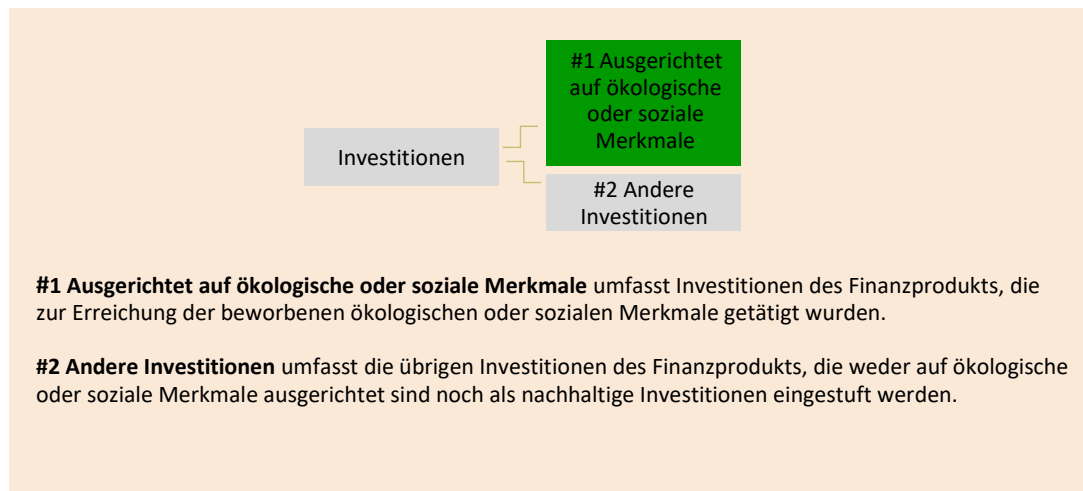 #1 Ausgerichtet
auf ökologische
oder soziale
Merkmale
Investitionen
#2 Andere
Investitionen
#1 Ausgerichtet auf ökologische oder soziale Merkmale umfasst Investitionen des Finanzprodukts, die
zur Erreichung der beworbenen ökologischen oder sozialen Merkmale getätigt wurden.
#2 Andere Investitionen umfasst die übrigen Investitionen des Finanzprodukts, die weder auf ökologische
oder soziale Merkmale ausgerichtet sind noch als nachhaltige Investitionen eingestuft werden.